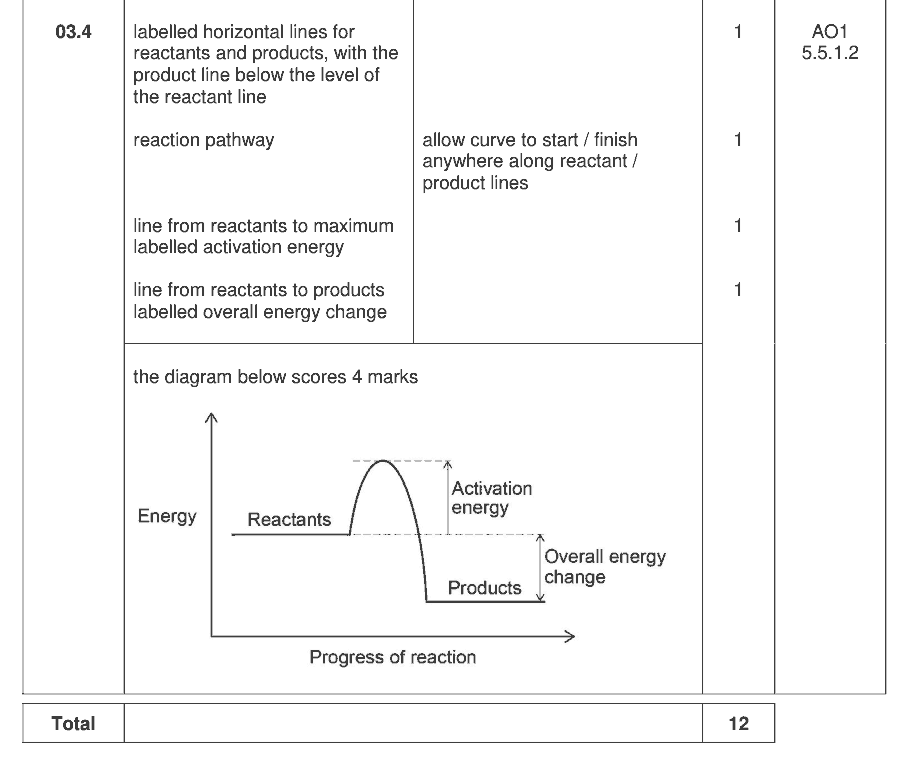 03.4
labelled horizontal lines for
reactants and products, with the
product line below the level of
the reactant line
1
AO1
5.5.1.2
reaction pathway
allow curve to start / finish
anywhere along reactant /
product lines
1
line from reactants to maximum
labelled activation energy
1
line from reactants to products
labelled overall energy change
1
the diagram below scores 4 marks
Energy
Reactants
Activation
energy
Overall energy
change
Products
Progress of reaction
Total
12